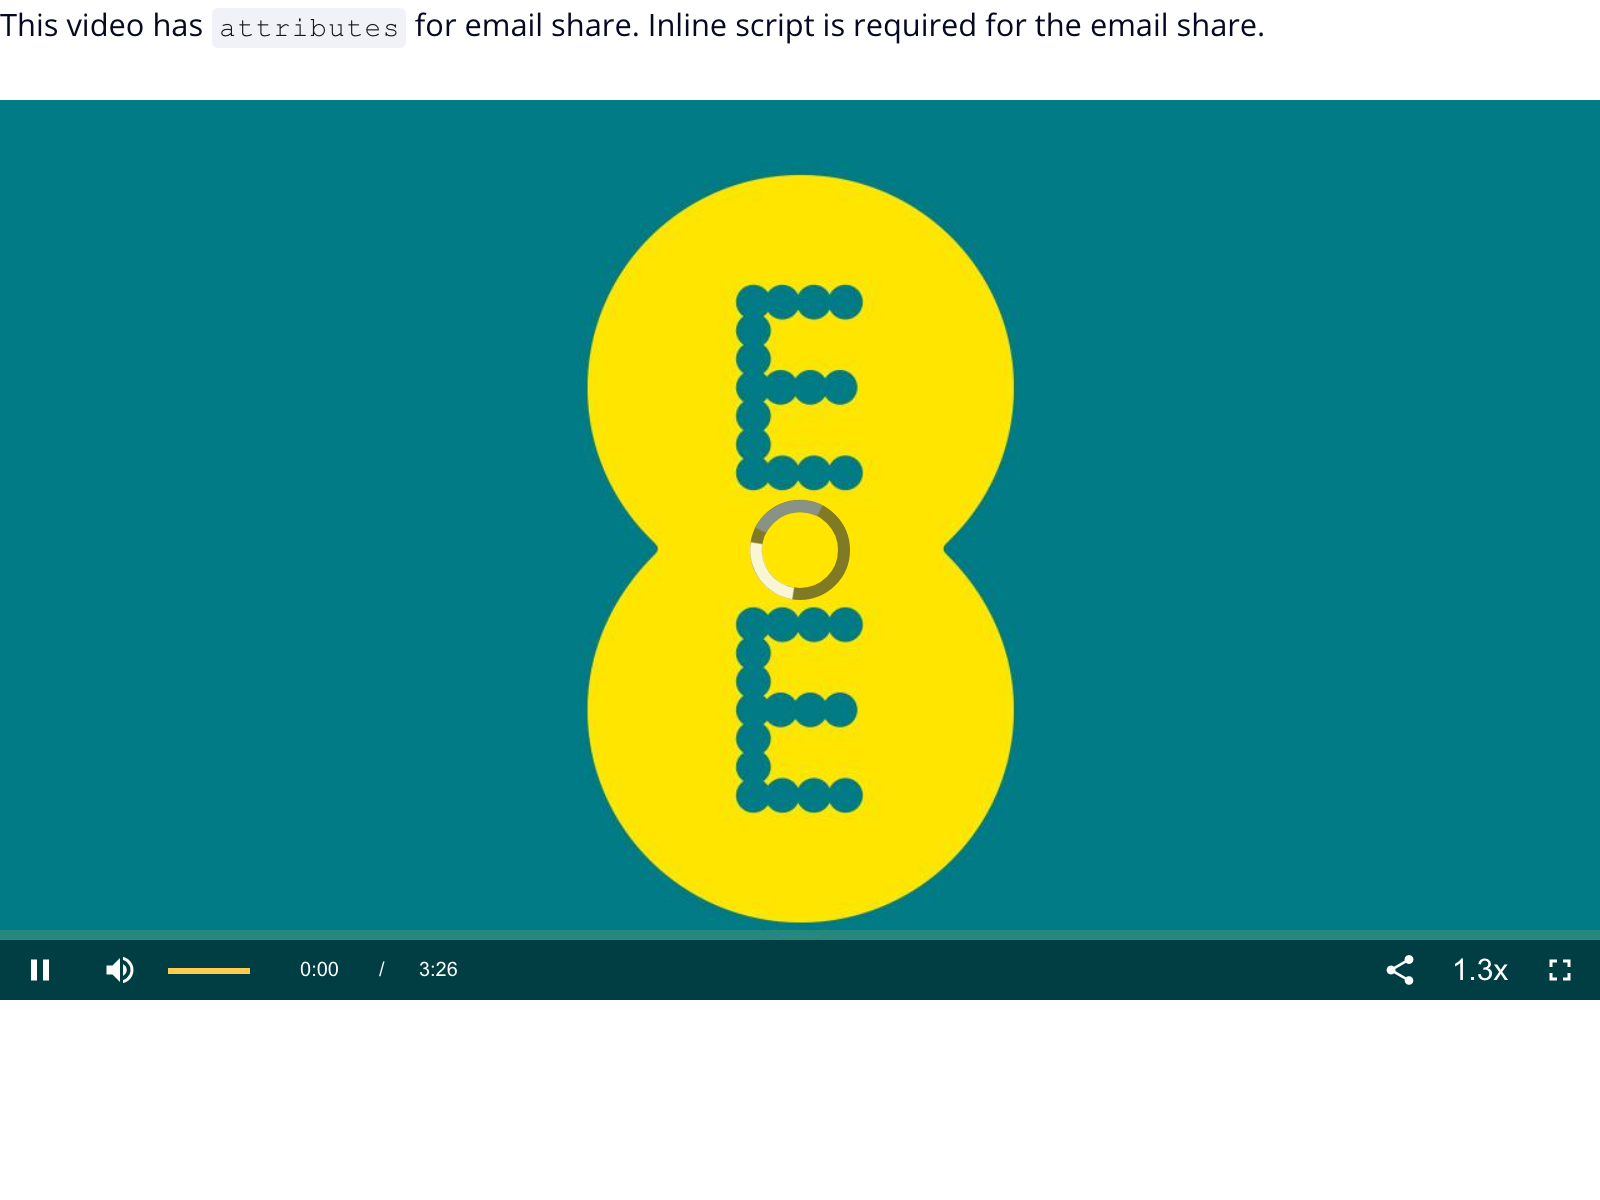 This video has attributes for email share. Inline script is required for the email share.
E
E
0:00 / 3:26 1.3x